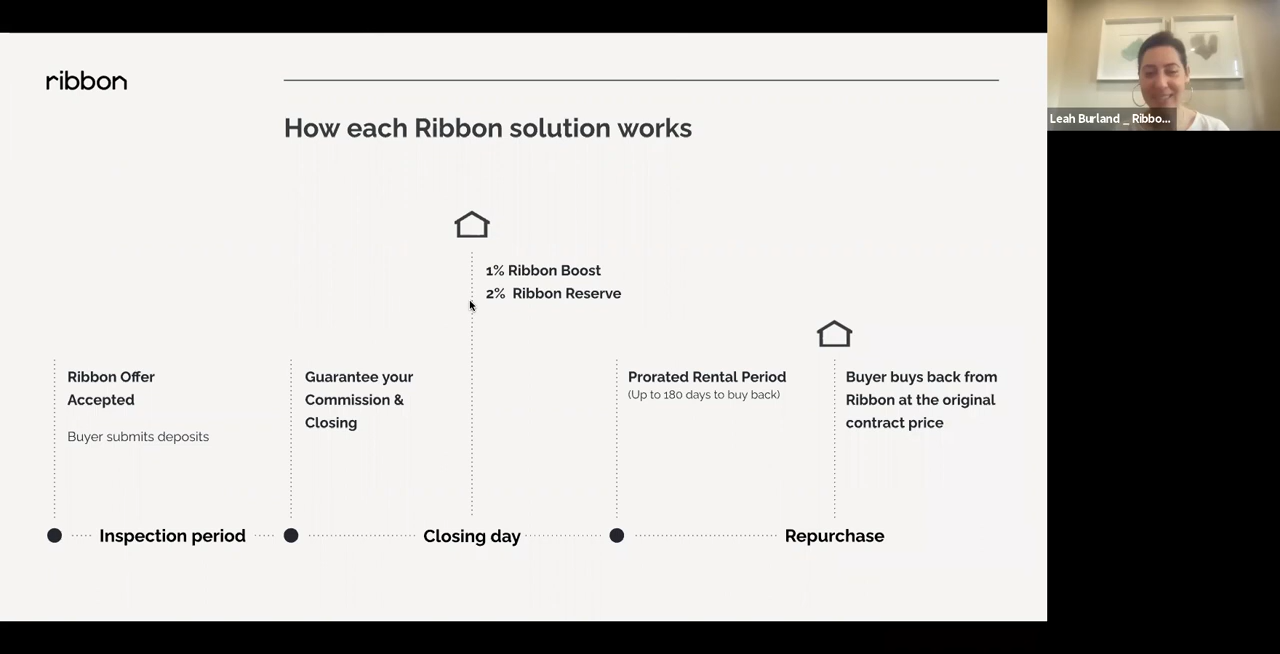 ribbon
How each Ribbon solution works
Leah Burland _ Ribbo...
1% Ribbon Boost
2% Ribbon Reserve
Ribbon Offer
Accepted
Buyer submits deposits
Guarantee your
Commission &
Closing
Prorated Rental Period
(Up to 180 days to buy back)
Buyer buys back from
Ribbon at the original
contract price
Inspection period
Closing day
Repurchase